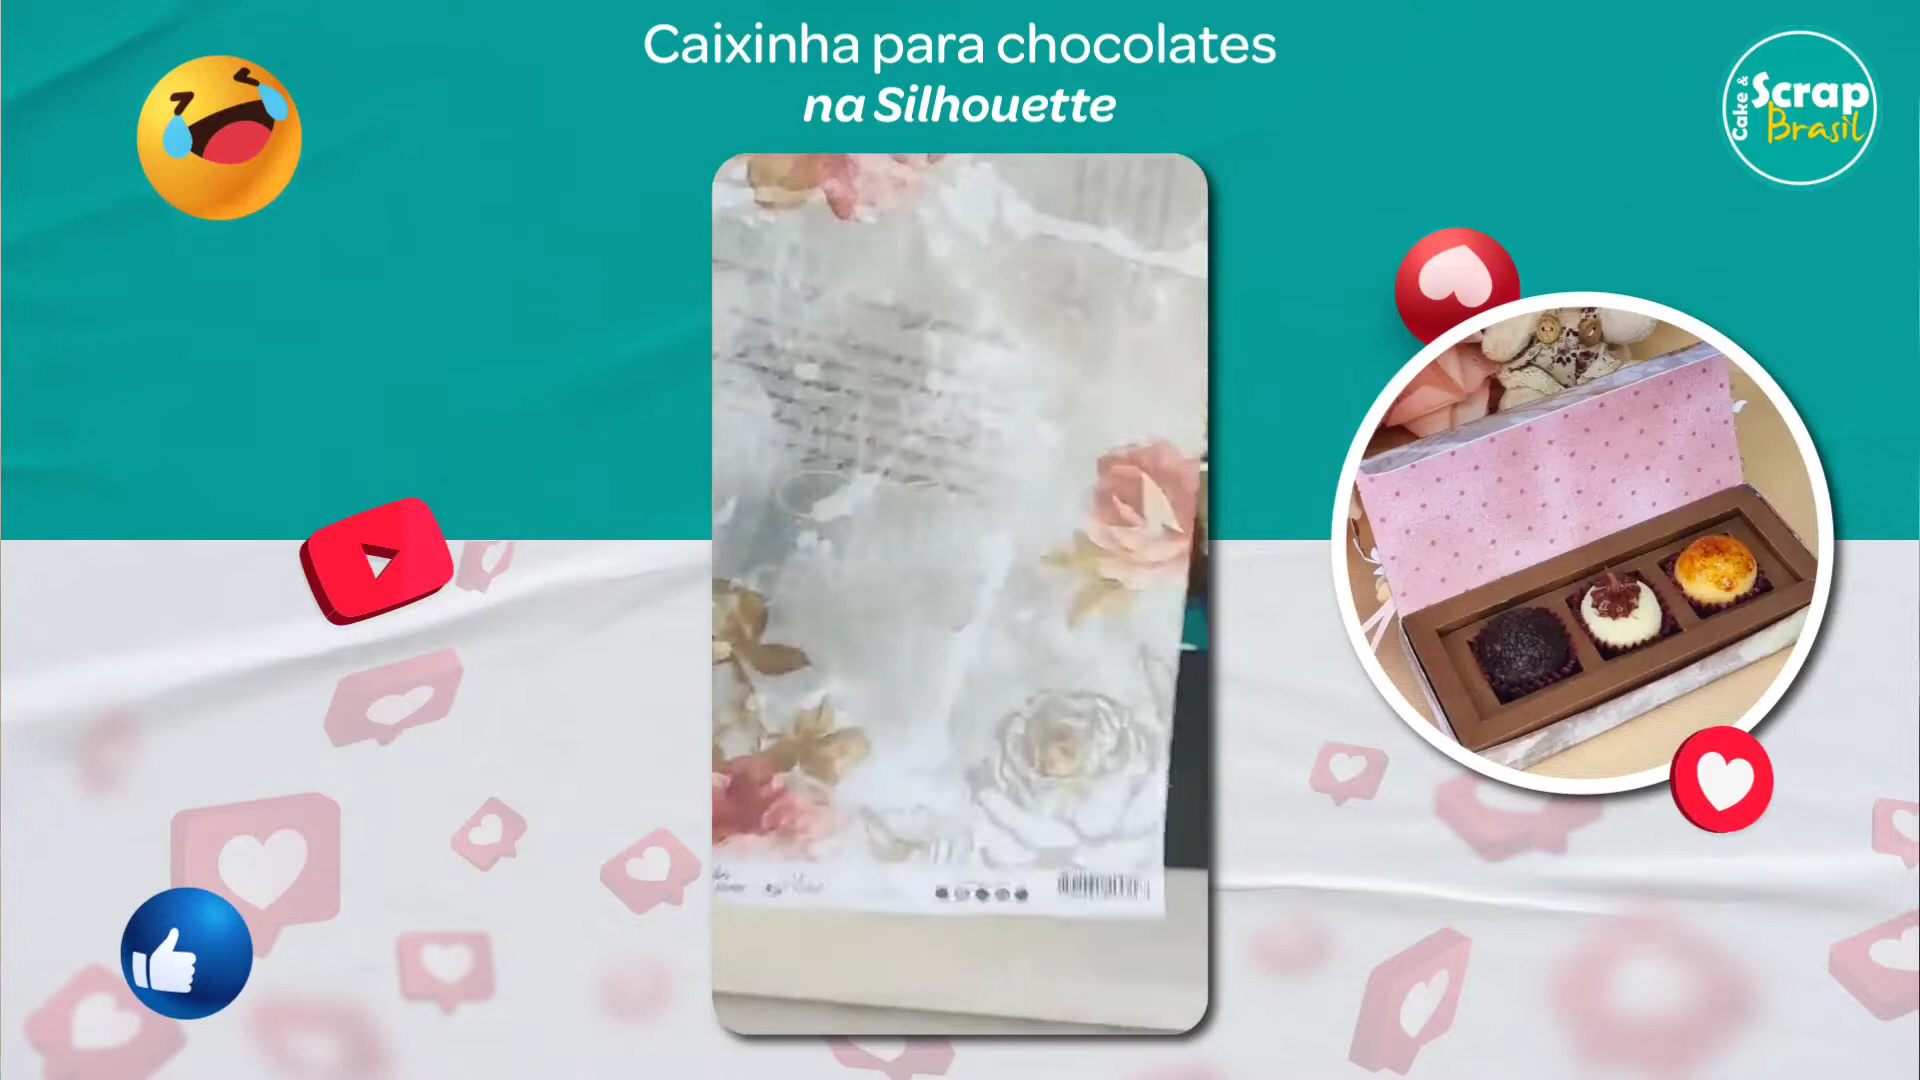 Caixinha para chocolates
na Silhouette
Cake &
Scrap
Brasil